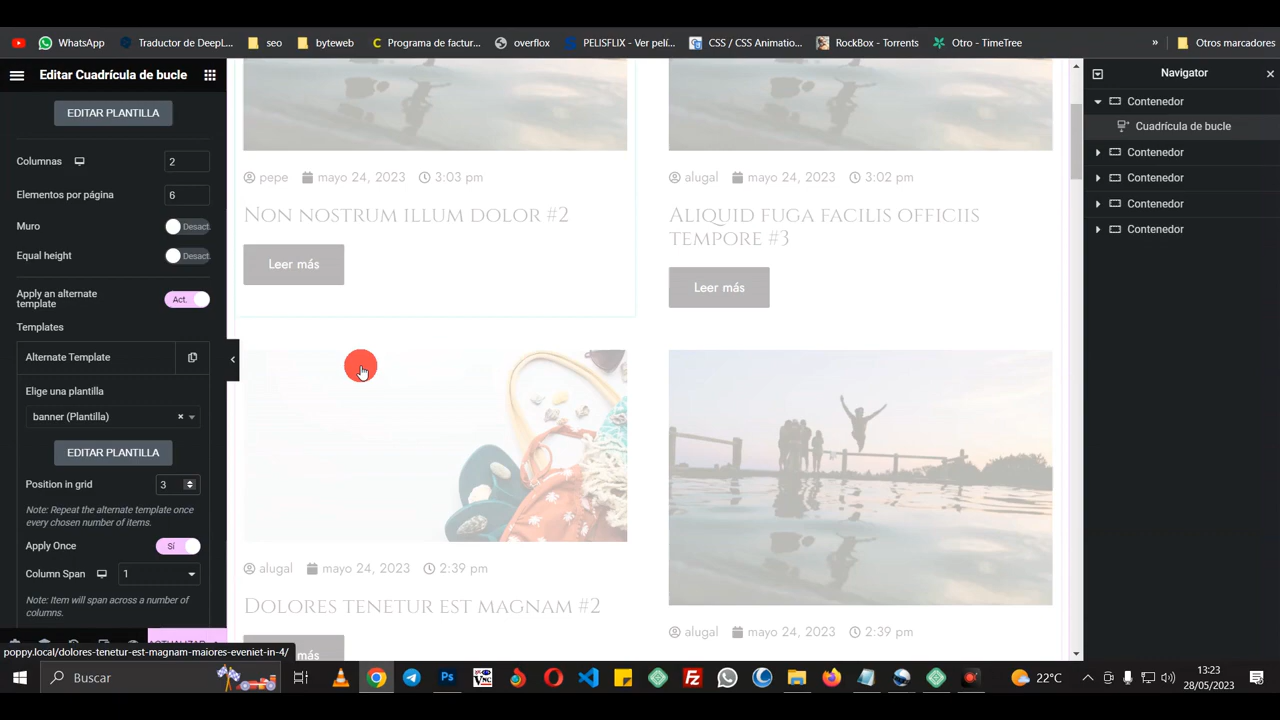 WhatsApp
Traductor de DeepL...
seo
byteweb
Programa de factur...
overflox
PELISFLIX - Ver pelí...
CSS / CSS Animatio...
RockBox - Torrents
Otro - TimeTree
»
Otros marcadores
Editar Cuadrícula de bucle
EDITAR PLANTILLA
Columnas
2
Elementos por página
6
Muro
Desact.
Equal height
Desact.
Apply an alternate
template
Act.
Templates
Alternate Template
Elige una plantilla
banner (Plantilla)
×
EDITAR PLANTILLA
Position in grid
3
Note: Repeat the alternate template once
every chosen number of items.
Apply Once
Sí
Column Span
1
Note: Item will span across a number of
columns.
poppy.local/dolores-tenetur-est-magnam-maiores-eveniet-in-4/
pepe
mayo 24, 2023
3:03 pm
Non nostrum illum dolor #2
Leer más
alugal
mayo 24, 2023
3:02 pm
Aliquid fuga facilis officiis
tempore #3
Leer más
alugal
mayo 24, 2023
2:39 pm
Dolores tenetur est magnam #2
más
alugal
mayo 24, 2023
2:39 pm
Navigator
Contenedor
Cuadrícula de bucle
Contenedor
Contenedor
Contenedor
Contenedor
Buscar
22°C
13:23
28/05/2023